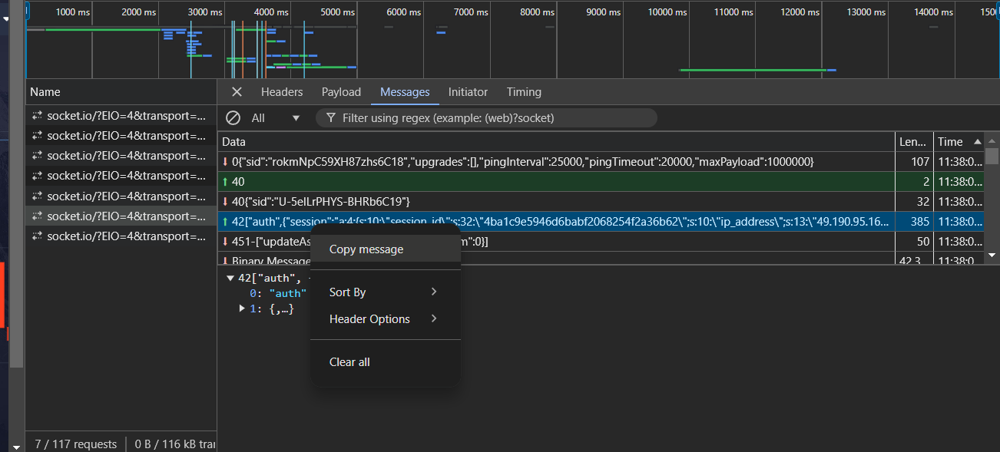 1000 ms 2000 ms 3000 ms 4000 ms 5000 ms 6000 ms 7000 ms 8000 ms 9000 ms 10000 ms 11000 ms 12000 ms 13000 ms 14000 ms 1500
Name
Headers Payload Messages Initiator Timing
socket.io/?EIO=4&transport=...
socket.io/?EIO=4&transport=...
socket.io/?EIO=4&transport=...
socket.io/?EIO=4&transport=...
socket.io/?EIO=4&transport=...
socket.io/?EIO=4&transport=...
socket.io/?EIO=4&transport=...
All Filter using regex (example: (web)?socket)
Data Len... Time
0{"sid":"rokmNpC59XH87zhs6C18","upgrades":[],"pingInterval":25000,"pingTimeout":20000,"maxPayload":1000000} 107 11:38:0...
40 2 11:38:0...
40{"sid":"U-5eILrPHYS-BHRb6C19"} 32 11:38:0...
42["auth",{"session":"a:4:{s:10:\"session_id\";s:32:\"4ba1c9e5946d6babf2068254f2a36b62\";s:10:\"ip_address\";s:13:\"49.190.95.16... 385 11:38:0...
451-["updateAs m":0}] 50 11:38:0...
Binary Message 42.3 11:38:0
Copy message
Sort By
Header Options
Clear all
42["auth",
0: "auth"
1: {,…}
7 / 117 requests 0 B / 116 kB tra